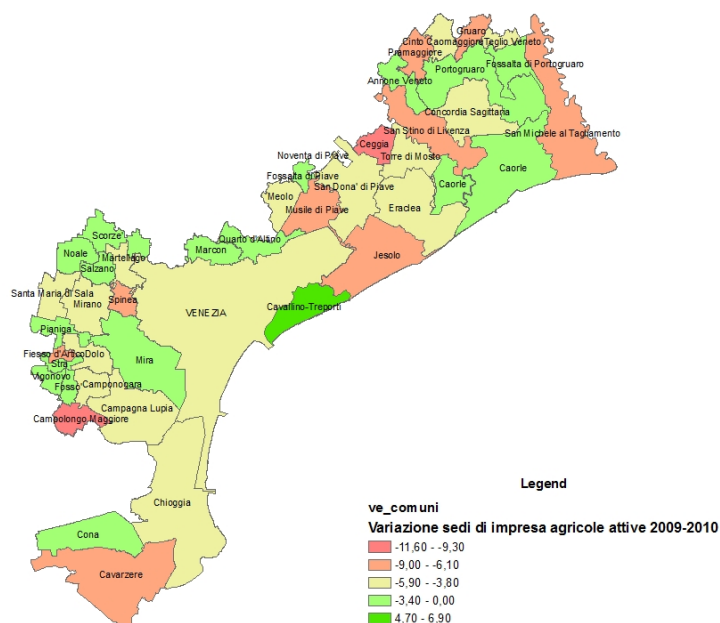 Gruaro
Cinto Caomaggiore
Teglio Veneto
Pramaggiore
Fossalta di Portogruaro
Portogruaro
Annone Veneto
Concordia Sagittaria
San Stino di Livenza
San Michele al Tagliamento
Ceggia
Noventa di Piave
Torre di Mosto
Caorle
Fossalta di Piave
Caorle
San Dona' di Piave
Meolo
Musile di Piave
Eraclea
Scorze
Quarto d'Altino
Marcon
Noale
Martellago
Jesolo
Salzano
Santa Maria di Sala
Spinea
Mirano
Cavallino-Treporti
VENEZIA
Pianiga
Fiesso d'Artico
Dolo
Mira
Stra
Vigonovo
Fosso
Camponogara
Campagna Lupia
Campolongo Maggiore
Chioggia
Cona
Cavarzere
Legend
ve_comuni
Variazione sedi di impresa agricole attive 2009-2010
-11,60 - -9,30
-9,00 - -6,10
-5,90 - -3,80
-3,40 - 0,00
4,70 - 6,90